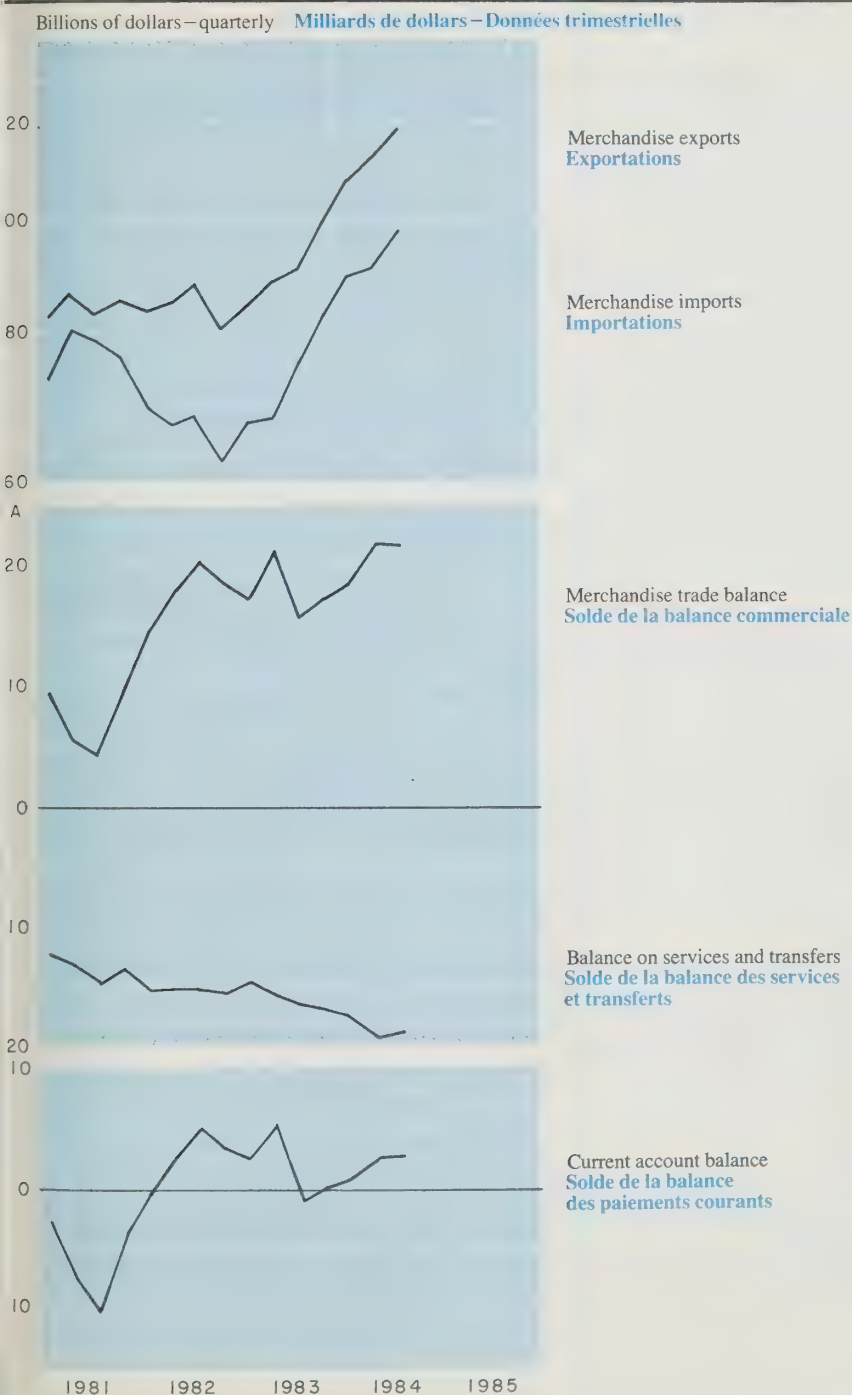 Billions of dollars–quarterly Milliards de dollars–Données trimestrielles
20
00
80
60
Merchandise exports
Exportations
Merchandise imports
Importations
A
20
10
0
10
20
Merchandise trade balance
Solde de la balance commerciale
Balance on services and transfers
Solde de la balance des services
et transferts
10
0
10
Current account balance
Solde de la balance
des paiements courants
1981 1982 1983 1984 1985